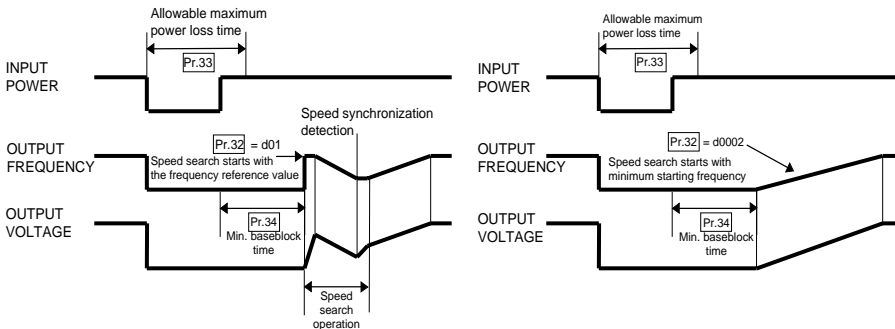 Allowable maximum
power loss time
Pr.33
INPUT
POWER
Speed synchronization
detection
OUTPUT
FREQUENCY
Pr.32 = d01
Speed search starts with
the frequency reference value
OUTPUT
VOLTAGE
Pr.34
Min. baseblock
time
Speed
search
operation
Allowable maximum
power loss time
Pr.33
INPUT
POWER
OUTPUT
FREQUENCY
Pr.32 = d0002
Speed search starts with
minimum starting frequency
OUTPUT
VOLTAGE
Pr.34
Min. baseblock
time